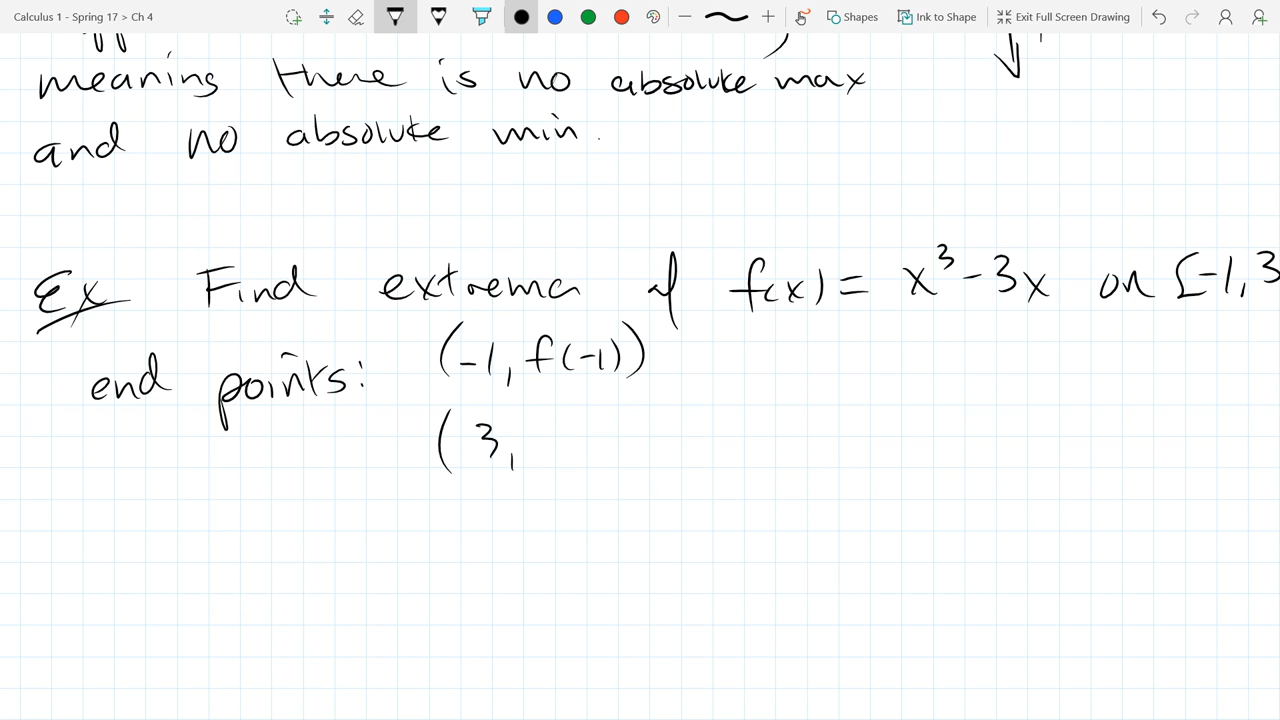 Calculus 1 - Spring 17 > Ch 4
Shapes
Ink to Shape
Exit Full Screen Drawing
meaning there is no absolute max
and no absolute min.
Ex Find extrema of f(x) = x³ - 3x on [-1, 3
end points: (-1, f(-1))
( 3,